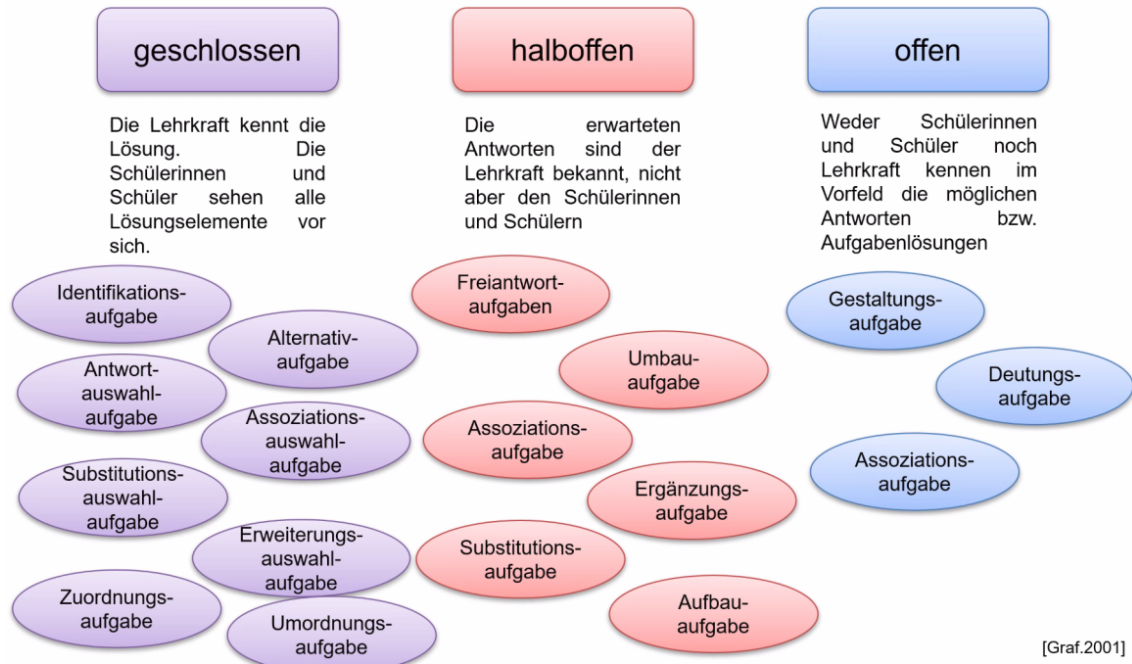 geschlossen
Die Lehrkraft kennt die
Lösung. Die
Schülerinnen und
Schüler sehen alle
Lösungselemente vor
sich.
Identifikations-
aufgabe
Alternativ-
aufgabe
Antwort-
auswahl-
aufgabe
Assoziations-
auswahl-
aufgabe
Substitutions-
auswahl-
aufgabe
Erweiterungs-
auswahl-
aufgabe
Zuordnungs-
aufgabe
Umordnungs-
aufgabe
halboffen
Die erwarteten
Antworten sind der
Lehrkraft bekannt, nicht
aber den Schülerinnen
und Schülern
Freiantwort-
aufgaben
Umbau-
aufgabe
Assoziations-
aufgabe
Ergänzungs-
aufgabe
Substitutions-
aufgabe
Aufbau-
aufgabe
offen
Weder Schülerinnen
und Schüler noch
Lehrkraft kennen im
Vorfeld die möglichen
Antworten bzw.
Aufgabenlösungen
Gestaltungs-
aufgabe
Deutungs-
aufgabe
Assoziations-
aufgabe
[Graf.2001]